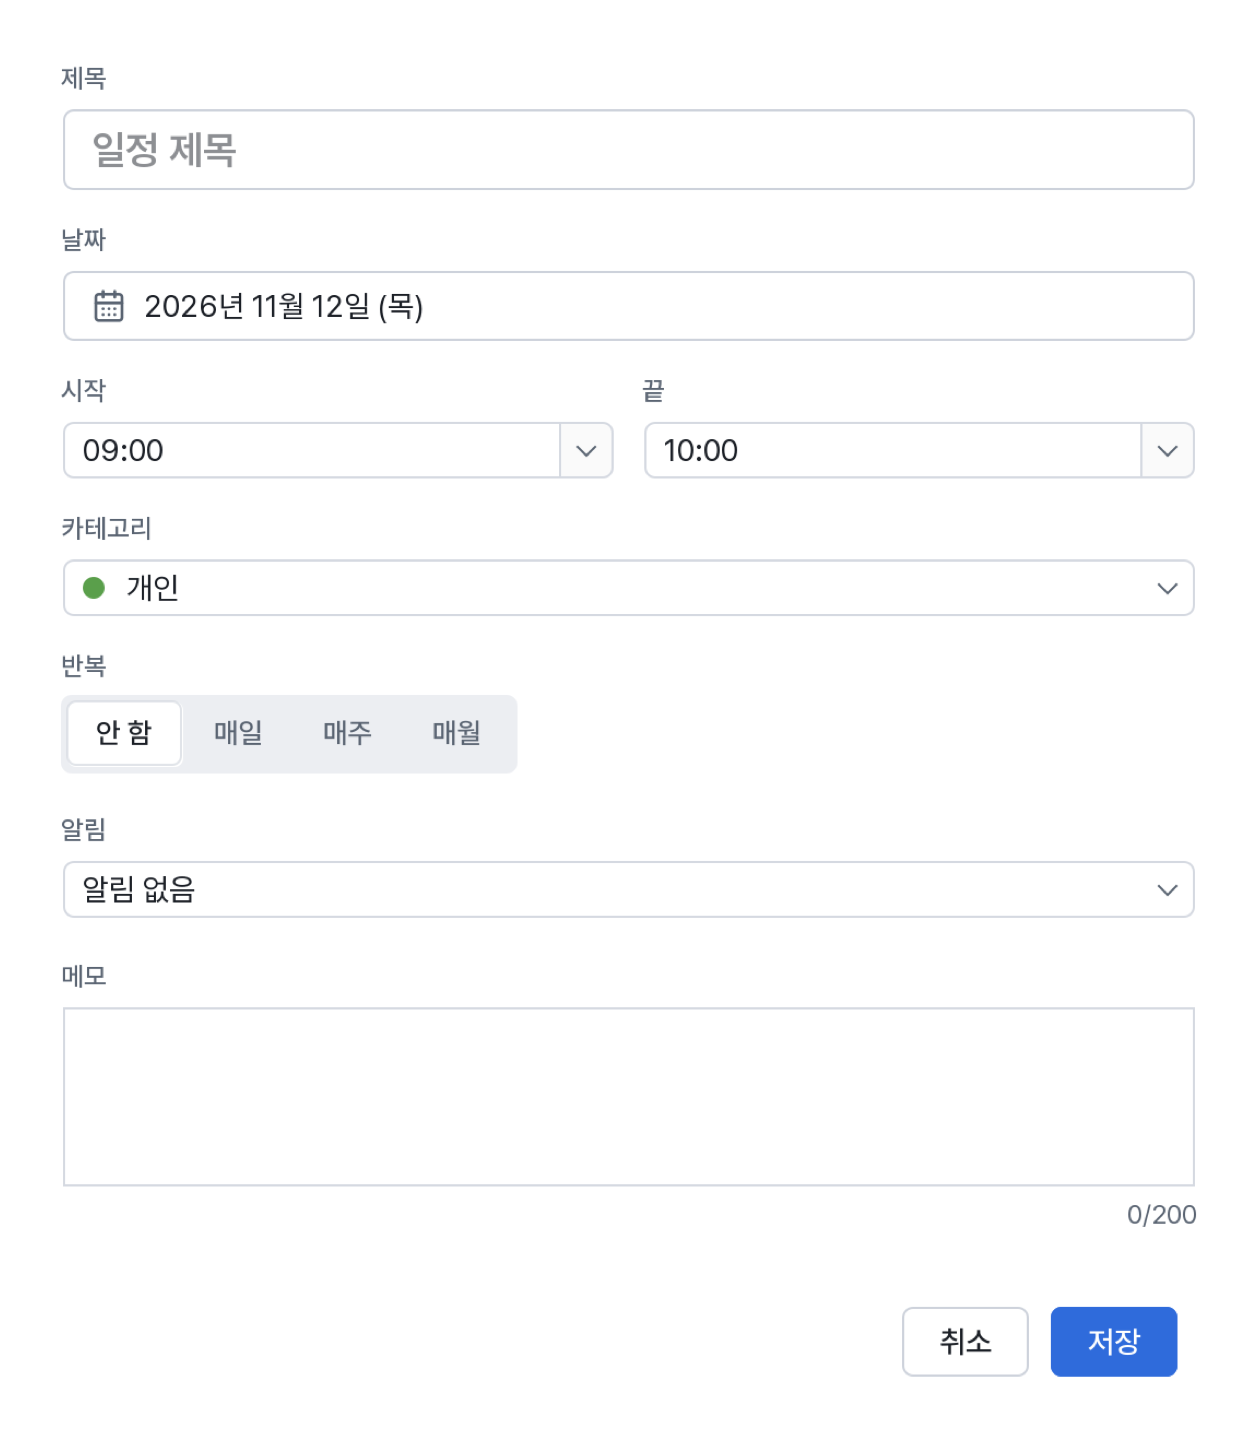 제목
일정 제목
날짜
2026년 11월 12일 (목)
시작 끝
09:00 10:00
카테고리
개인
반복
안 함 매일 매주 매월
알림
알림 없음
메모
0/200
취소 저장